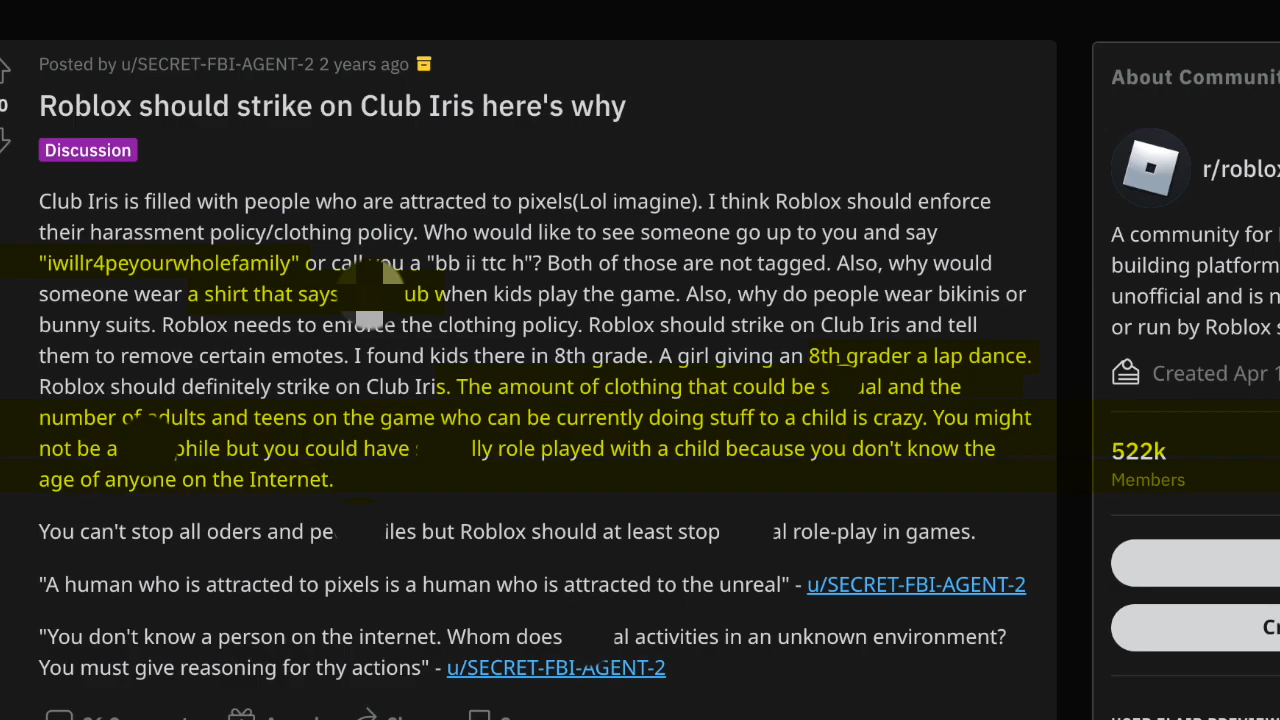 Posted by u/SECRET-FBI-AGENT-2 2 years ago
Roblox should strike on Club Iris here's why
Discussion
Club Iris is filled with people who are attracted to pixels(Lol imagine). I think Roblox should enforce
their harassment policy/clothing policy. Who would like to see someone go up to you and say
"iwillr4peyourwholefamily" or call you a "bb ii ttc h"? Both of those are not tagged. Also, why would
someone wear a shirt that says ub when kids play the game. Also, why do people wear bikinis or
bunny suits. Roblox needs to enforce the clothing policy. Roblox should strike on Club Iris and tell
them to remove certain emotes. I found kids there in 8th grade. A girl giving an 8th grader a lap dance.
Roblox should definitely strike on Club Iris. The amount of clothing that could be s ual and the
number of adults and teens on the game who can be currently doing stuff to a child is crazy. You might
not be a phile but you could have lly role played with a child because you don't know the
age of anyone on the Internet.
You can't stop all oders and pe iles but Roblox should at least stop al role-play in games.
"A human who is attracted to pixels is a human who is attracted to the unreal" - u/SECRET-FBI-AGENT-2
"You don't know a person on the internet. Whom does al activities in an unknown environment?
You must give reasoning for thy actions" - u/SECRET-FBI-AGENT-2
0
About Communit
r/roblox
A community for
building platform
unofficial and is n
or run by Roblox s
Created Apr 1
522k
Members
Cr